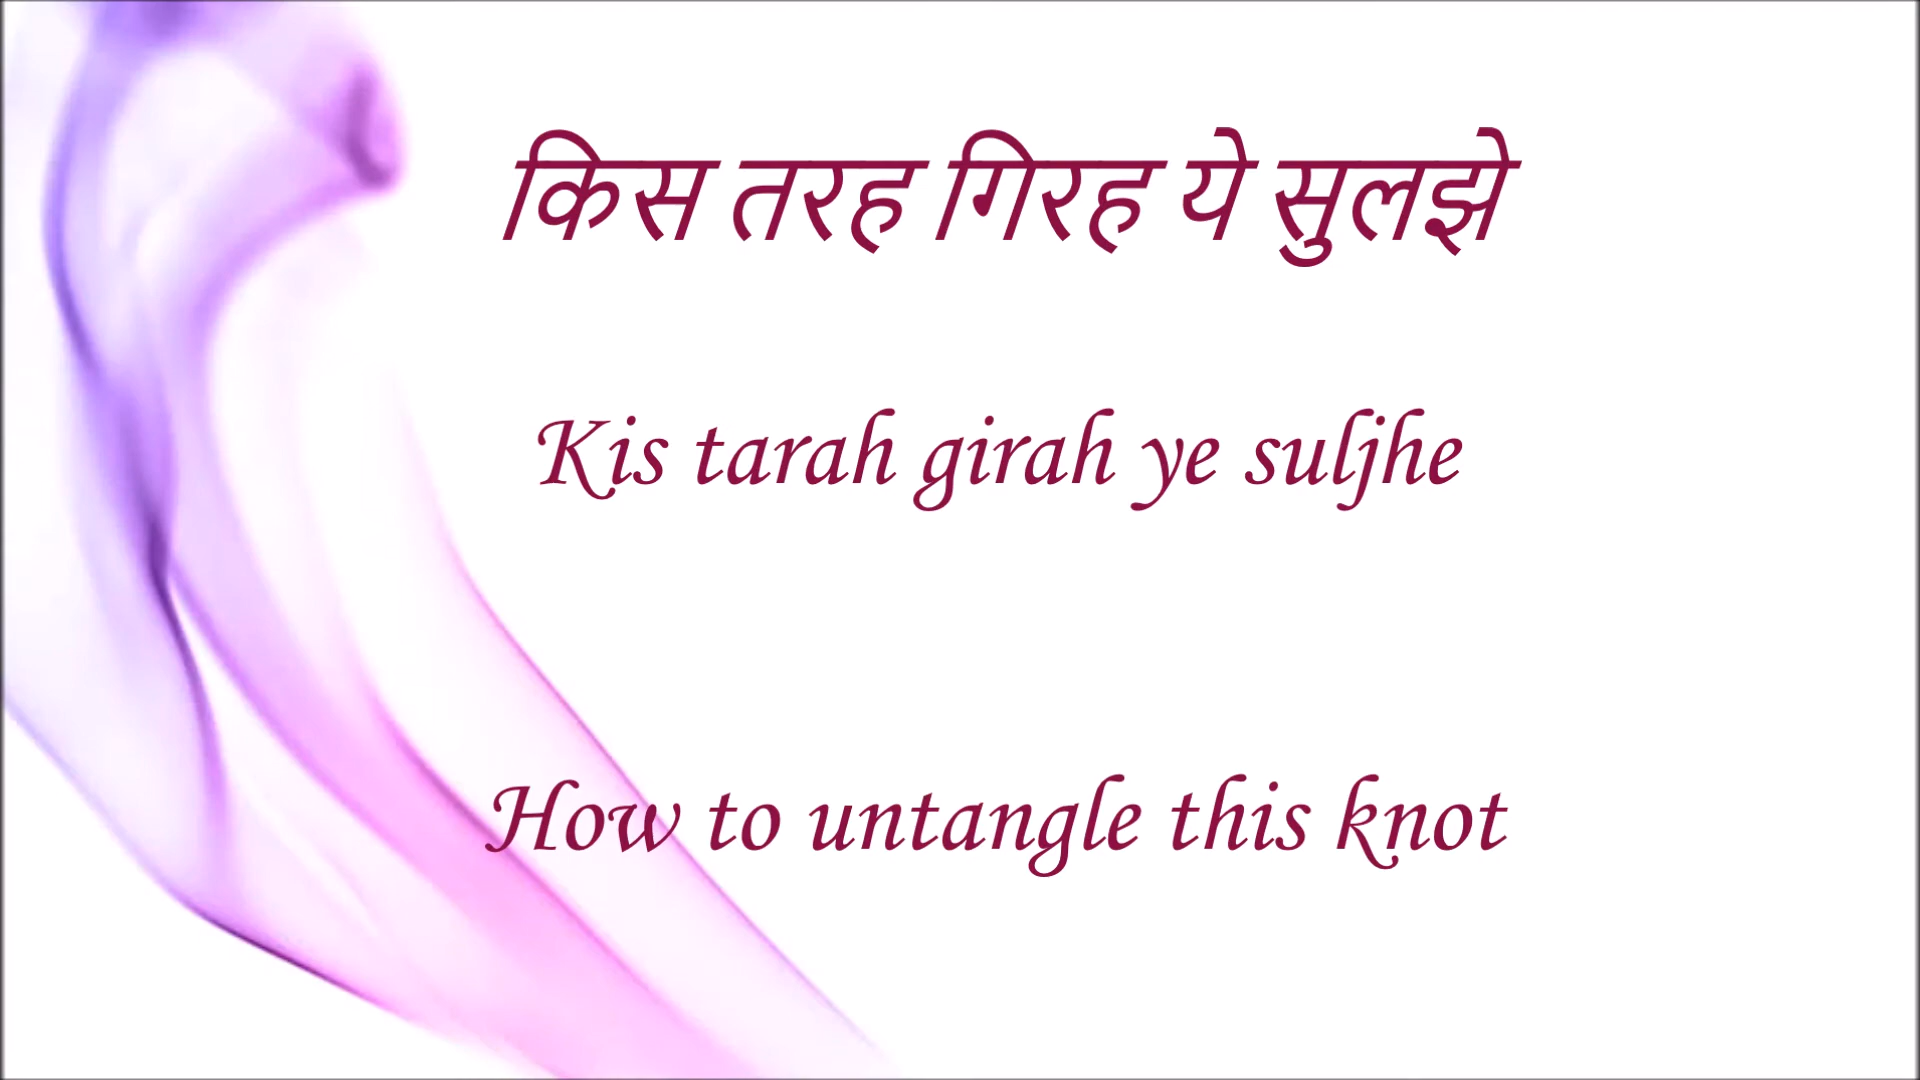 किस तरह गिरह ये सुलझे
Kis tarah girah ye suljhe
How to untangle this knot